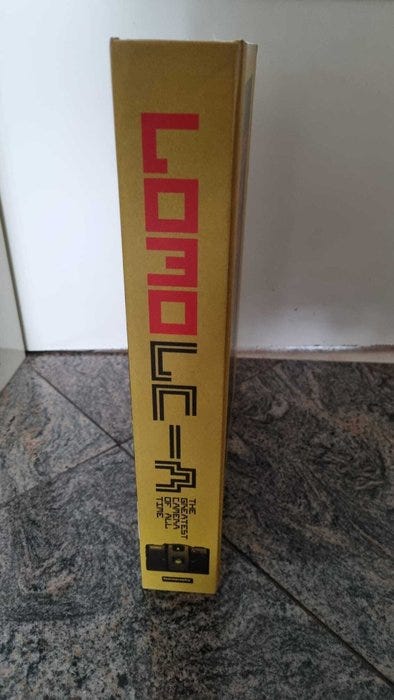 LOMO LC-A
THE
GREATEST
CAMERA
OF ALL
TIME